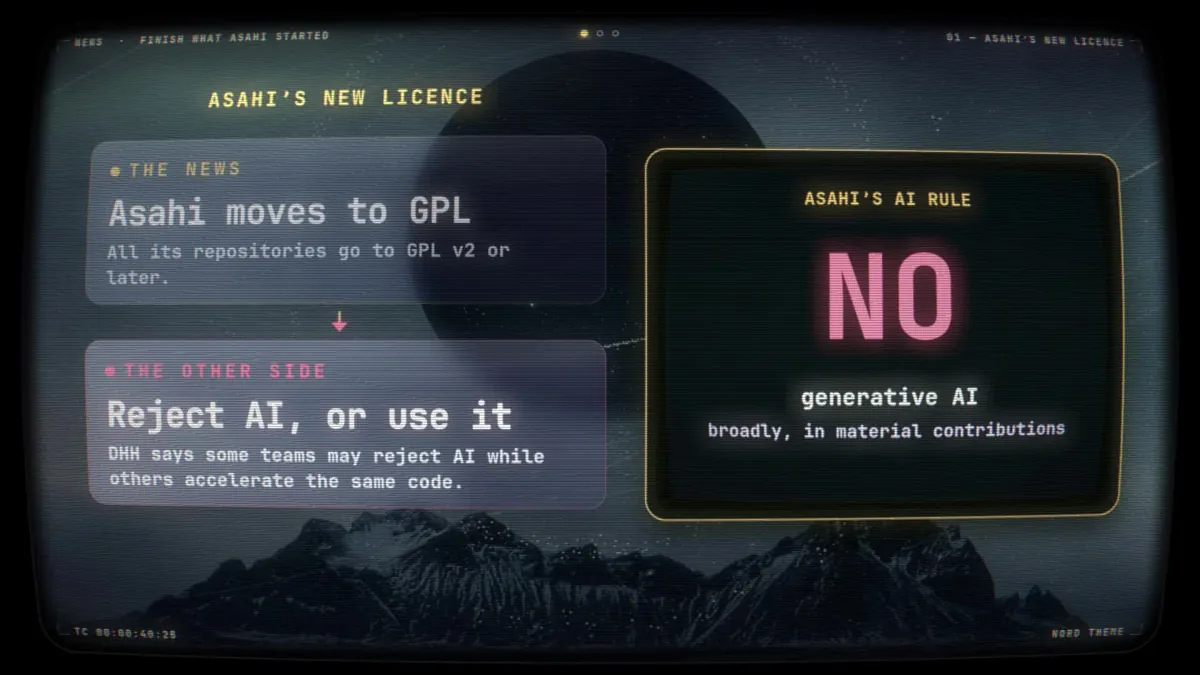 NEWS · FINISH WHAT ASAHI STARTED
01 — ASAHI'S NEW LICENCE
ASAHI'S NEW LICENCE
THE NEWS
Asahi moves to GPL
All its repositories go to GPL v2 or
later.
THE OTHER SIDE
Reject AI, or use it
DHH says some teams may reject AI while
others accelerate the same code.
ASAHI'S AI RULE
NO
generative AI
broadly, in material contributions
TC 00:00:40:26
NORD THEME